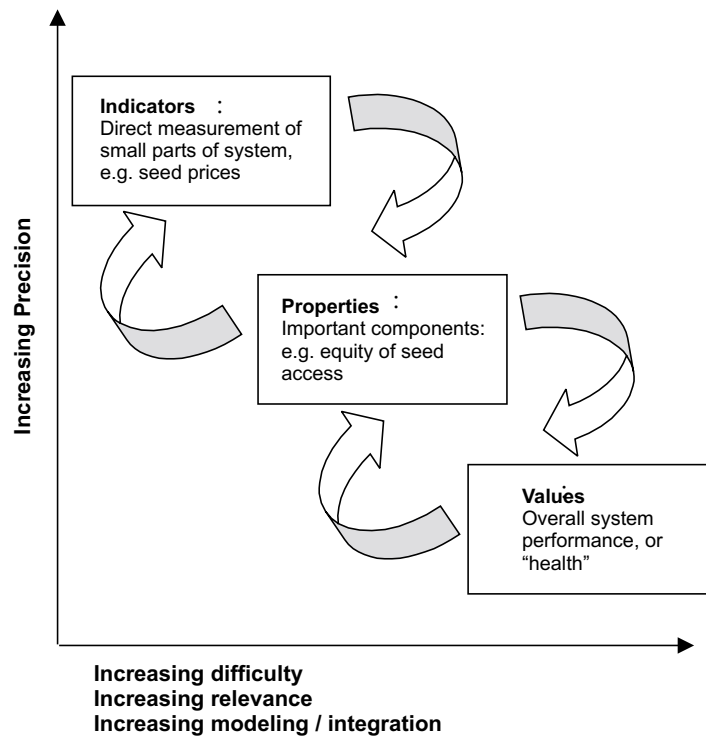 Indicators :
Direct measurement of
small parts of system,
e.g. seed prices
Properties :
Important components:
e.g. equity of seed
access
Values:
Overall system
performance, or
“health”
Increasing Precision
Increasing difficulty
Increasing relevance
Increasing modeling / integration